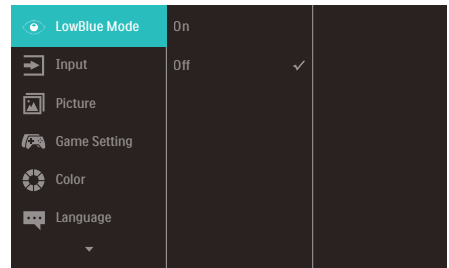 LowBlue Mode
On
Input
Off
Picture
Game Setting
Color
Language